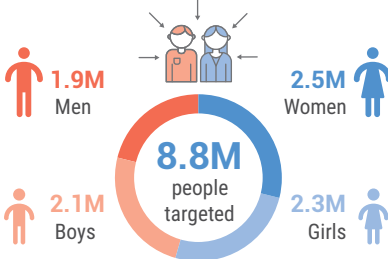 1.9M
Men
2.5M
Women
8.8M
people
targeted
2.1M
Boys
2.3M
Girls